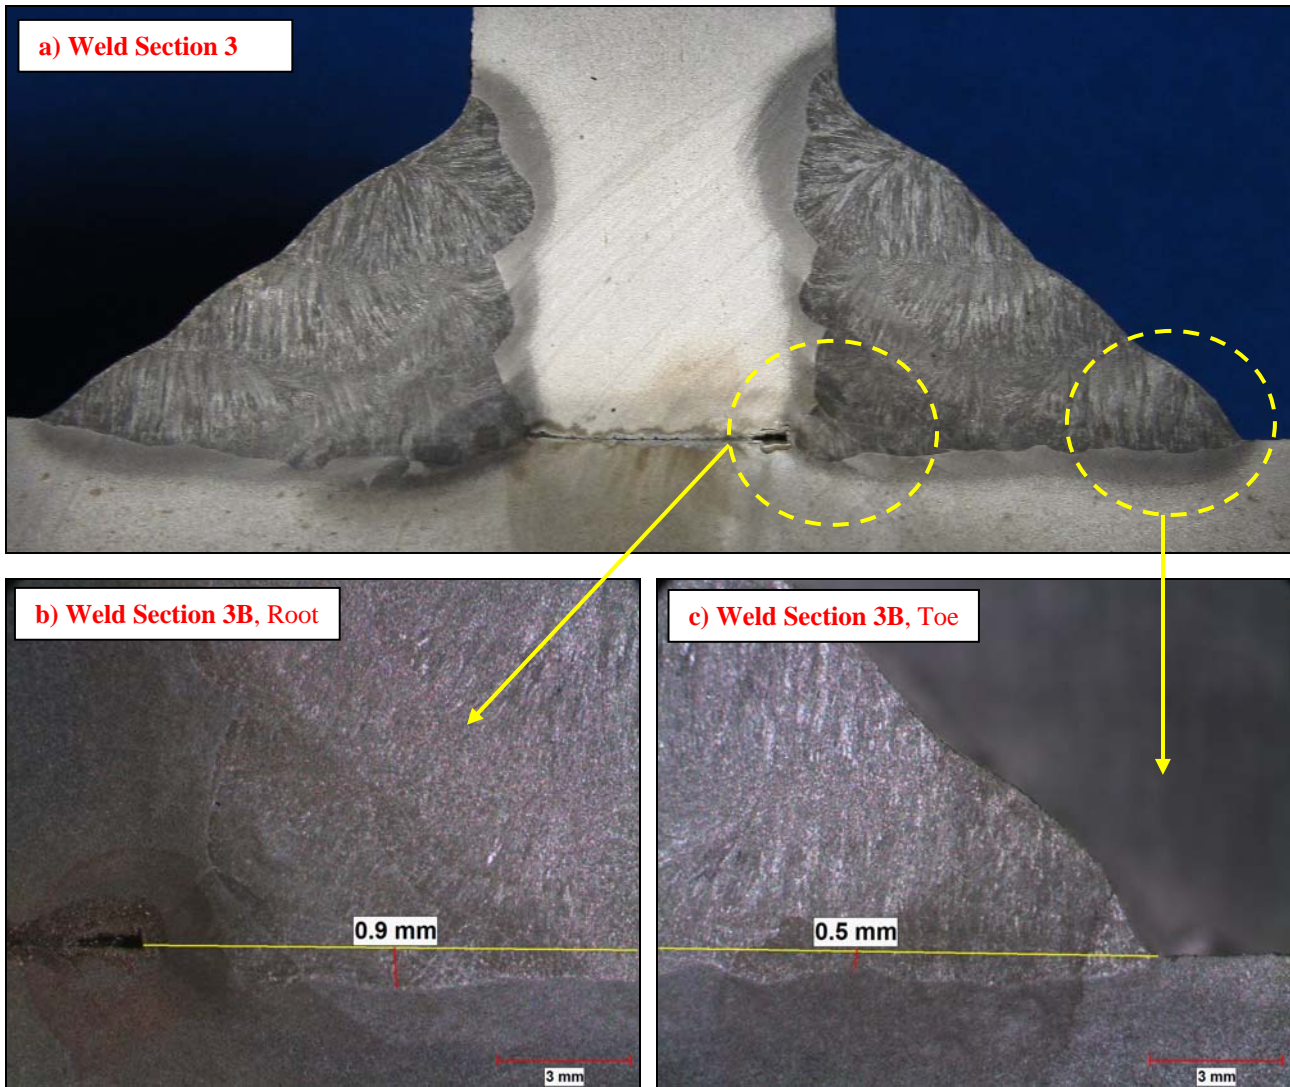 a) Weld Section 3
b) Weld Section 3B, Root
c) Weld Section 3B, Toe
0.9 mm
0.5 mm
3 mm
3 mm